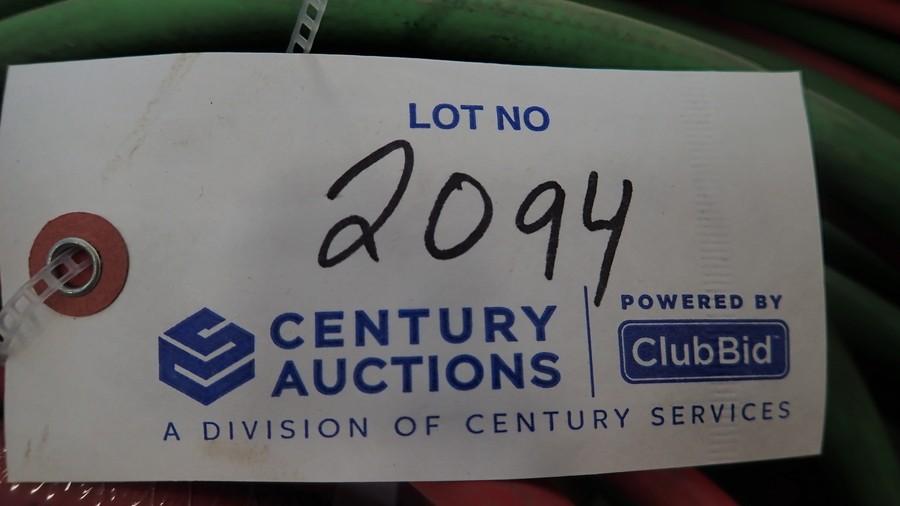 LOT NO
2094
CENTURY
AUCTIONS
POWERED BY
ClubBid
A DIVISION OF CENTURY SERVICES